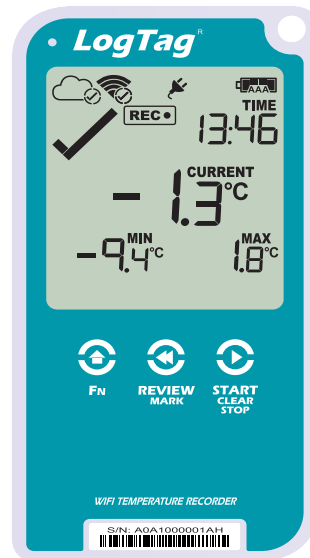 LogTag®
AAA
TIME
REC
13:46
CURRENT
-1.3°C
MIN
MAX
-9.4°C
1.8°C
FN
REVIEW
MARK
START
CLEAR
STOP
WIFI TEMPERATURE RECORDER
S/N: A0A1000001AH